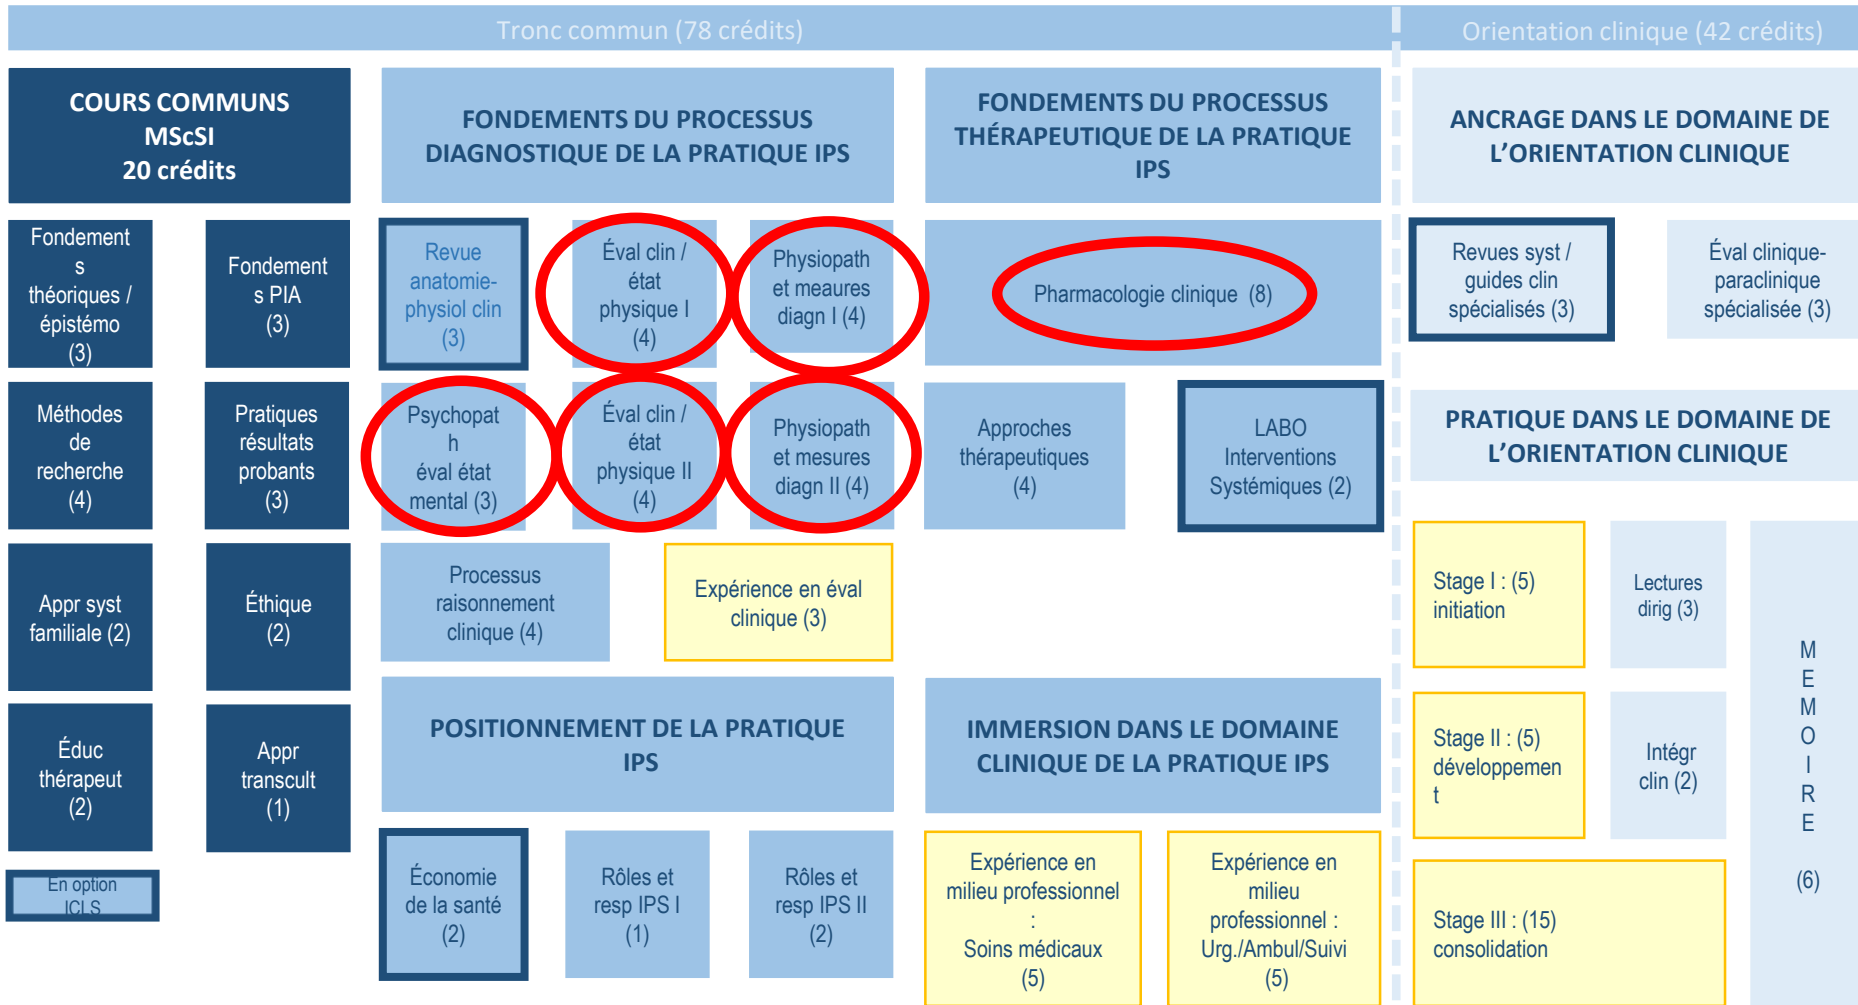 Tronc commun (78 crédits)
Orientation clinique (42 crédits)
COURS COMMUNS
MScSI
20 crédits
FONDEMENTS DU PROCESSUS
DIAGNOSTIQUE DE LA PRATIQUE IPS
FONDEMENTS DU PROCESSUS
THÉRAPEUTIQUE DE LA PRATIQUE
IPS
ANCRAGE DANS LE DOMAINE DE
L’ORIENTATION CLINIQUE
Fondement
s
théoriques /
épistémo
(3)
Fondement
s PIA
(3)
Revue
anatomie-
physiol clin
(3)
Éval clin /
état
physique I
(4)
Physiopath
et meaures
diagn I (4)
Pharmacologie clinique (8)
Revues syst /
guides clin
spécialisés (3)
Éval clinique-
paraclinique
spécialisée (3)
Méthodes
de
recherche
(4)
Pratiques
résultats
probants
(3)
Psychopat
h
éval état
mental (3)
Éval clin /
état
physique II
(4)
Physiopath
et mesures
diagn II (4)
Approches
thérapeutiques
(4)
LABO
Interventions
Systémiques (2)
PRATIQUE DANS LE DOMAINE DE
L’ORIENTATION CLINIQUE
Appr syst
familiale (2)
Éthique
(2)
Processus
raisonnement
clinique (4)
Expérience en éval
clinique (3)
Stage I : (5)
initiation
Lectures
dirig (3)
M
E
M
O
I
R
E
(6)
Éduc
thérapeut
(2)
Appr
transcult
(1)
POSITIONNEMENT DE LA PRATIQUE
IPS
IMMERSION DANS LE DOMAINE
CLINIQUE DE LA PRATIQUE IPS
Stage II : (5)
développemen
t
Intégr
clin (2)
En option
ICLS
Économie
de la santé
(2)
Rôles et
resp IPS I
(1)
Rôles et
resp IPS II
(2)
Expérience en
milieu professionnel
:
Soins médicaux
(5)
Expérience en
milieu
professionnel :
Urg./Ambul/Suivi
(5)
Stage III : (15)
consolidation